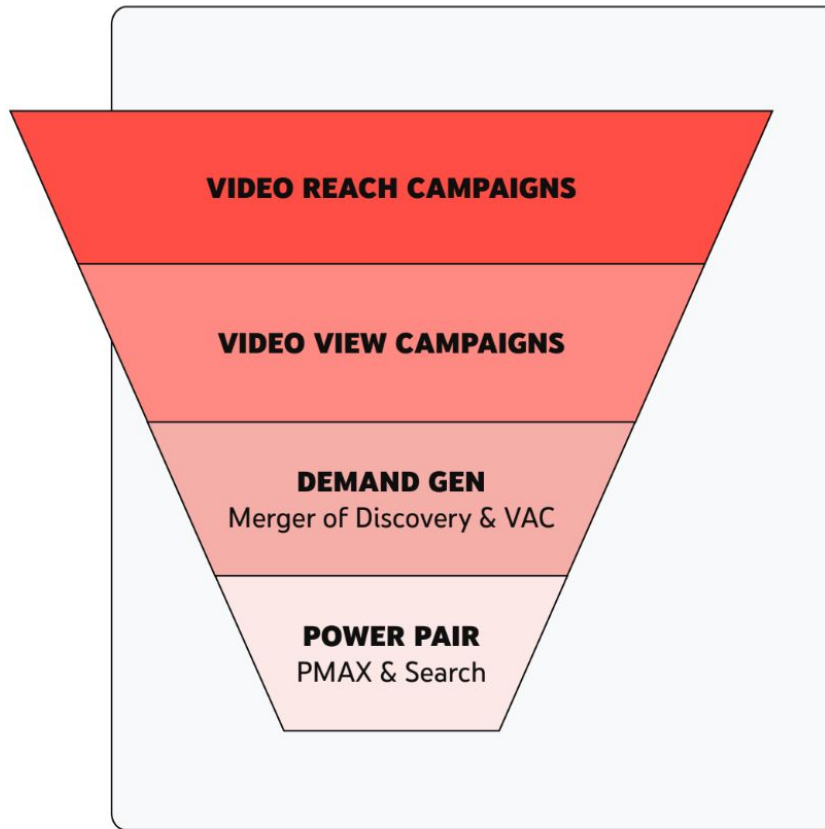 VIDEO REACH CAMPAIGNS
VIDEO VIEW CAMPAIGNS
DEMAND GEN
Merger of Discovery & VAC
POWER PAIR
PMAX & Search